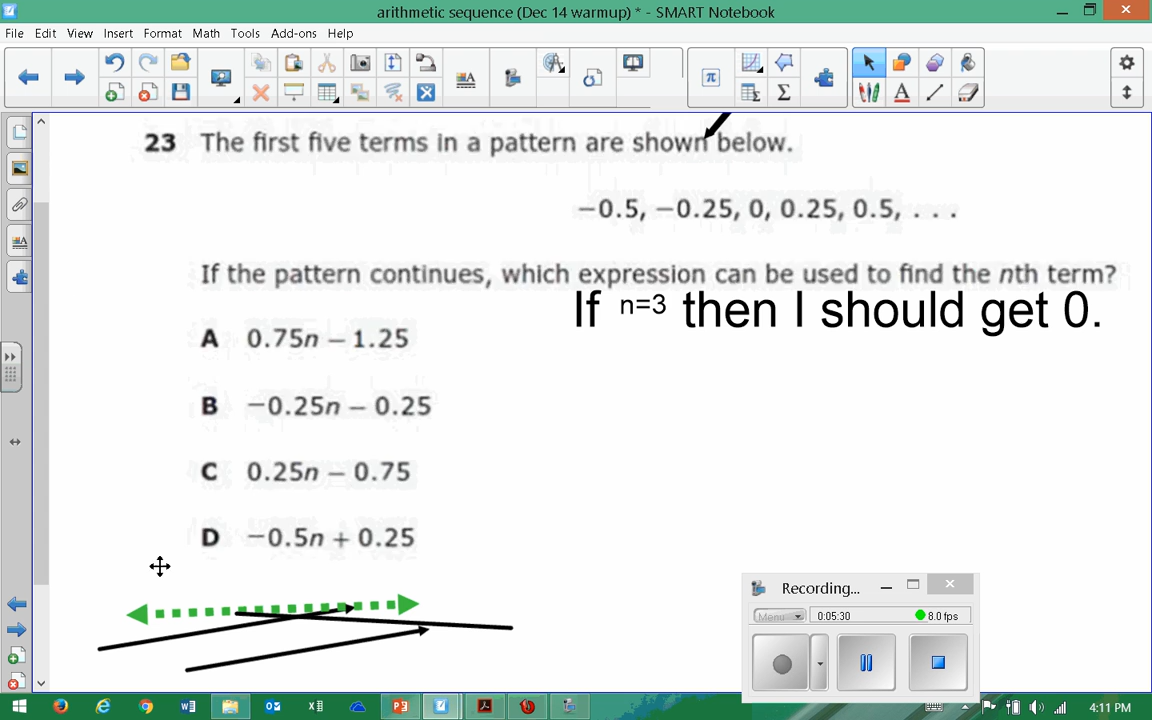 arithmetic sequence (Dec 14 warmup) * - SMART Notebook
File Edit View Insert Format Math Tools Add-ons Help
23 The first five terms in a pattern are shown below.
−0.5, −0.25, 0, 0.25, 0.5, . . .
If the pattern continues, which expression can be used to find the nth term?
If n=3 then I should get 0.
A 0.75n − 1.25
B −0.25n − 0.25
C 0.25n − 0.75
D −0.5n + 0.25
Recording...
Menu 0:05:30 8.0 fps
4:11 PM